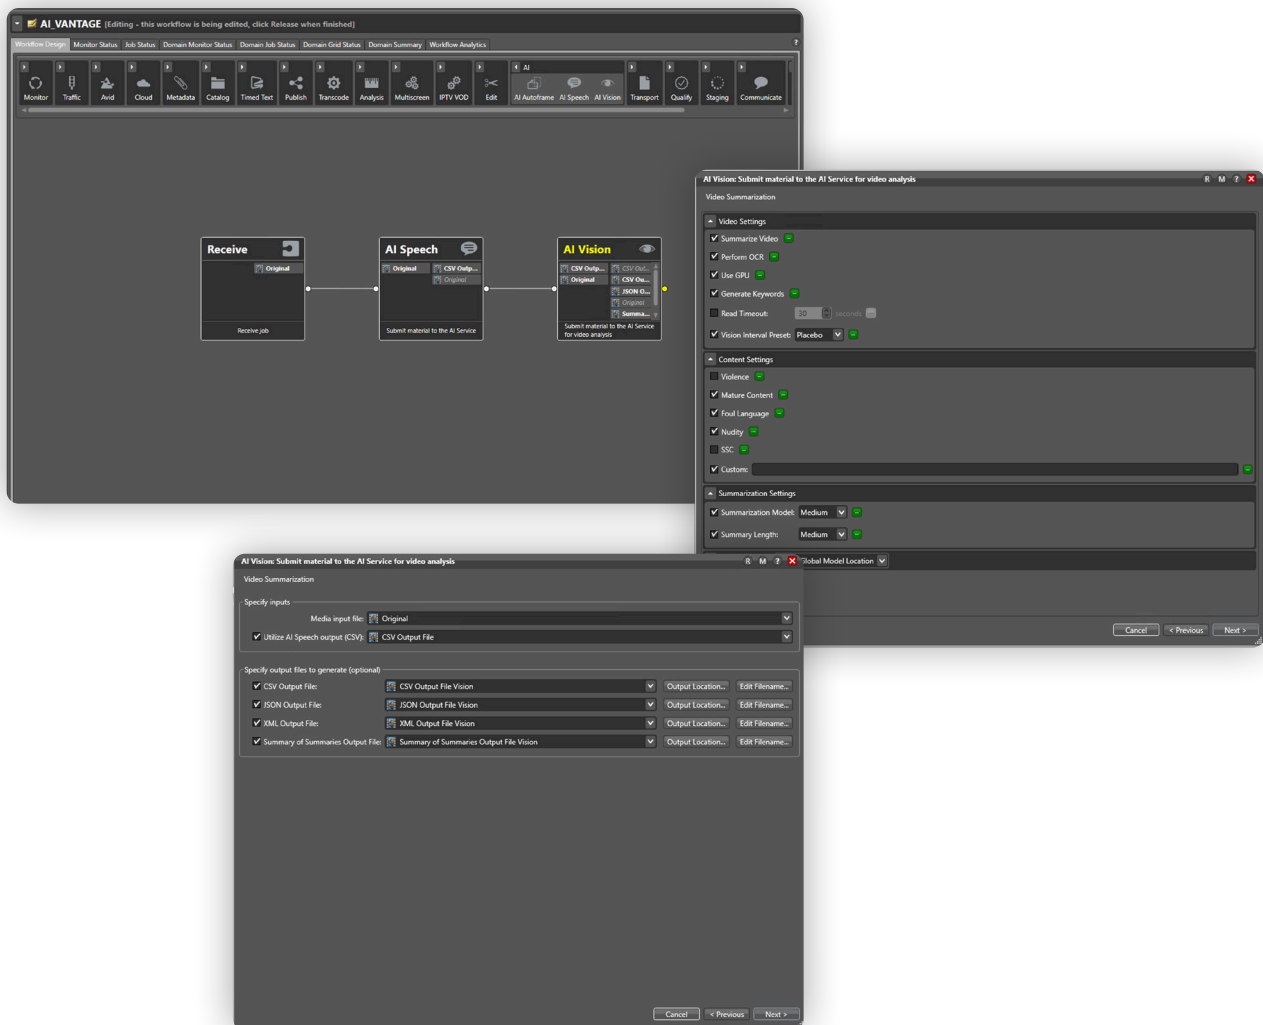 AI_VANTAGE [Editing - this workflow is being edited, click Release when finished]
Workflow Design Monitor Status Job Status Domain Monitor Status Domain Job Status Domain Grid Status Domain Summary Workflow Analytics ?
AI
Monitor Traffic Avid Cloud Metadata Catalog Timed Text Publish Transcode Analysis Multiscreen IPTV VOD Edit AI Autoframe AI Speech AI Vision Transport Qualify Staging Communicate
Receive
Original
Receive job
AI Speech
Original CSV Outp...
Original
Submit material to the AI Service
AI Vision
CSV Outp... CSV Out...
Original CSV Ou...
JSON O...
Original
Summa...
Submit material to the AI Service
for video analysis
AI Vision: Submit material to the AI Service for video analysis R M ? X
Video Summarization
Video Settings
Summarize Video
Perform OCR
Use GPU
Generate Keywords
Read Timeout: 30 seconds
Vision Interval Preset: Placebo
Content Settings
Violence
Mature Content
Foul Language
Nudity
SSC
Custom:
Summarization Settings
Summarization Model: Medium
Summary Length: Medium
Global Model Location
Cancel < Previous Next >
AI Vision: Submit material to the AI Service for video analysis R M ? X
Video Summarization
Specify inputs
Media input file: Original
Utilize AI Speech output (CSV): CSV Output File
Specify output files to generate (optional)
CSV Output File: CSV Output File Vision Output Location... Edit Filename...
JSON Output File: JSON Output File Vision Output Location... Edit Filename...
XML Output File: XML Output File Vision Output Location... Edit Filename...
Summary of Summaries Output File: Summary of Summaries Output File Vision Output Location... Edit Filename...
Cancel < Previous Next >